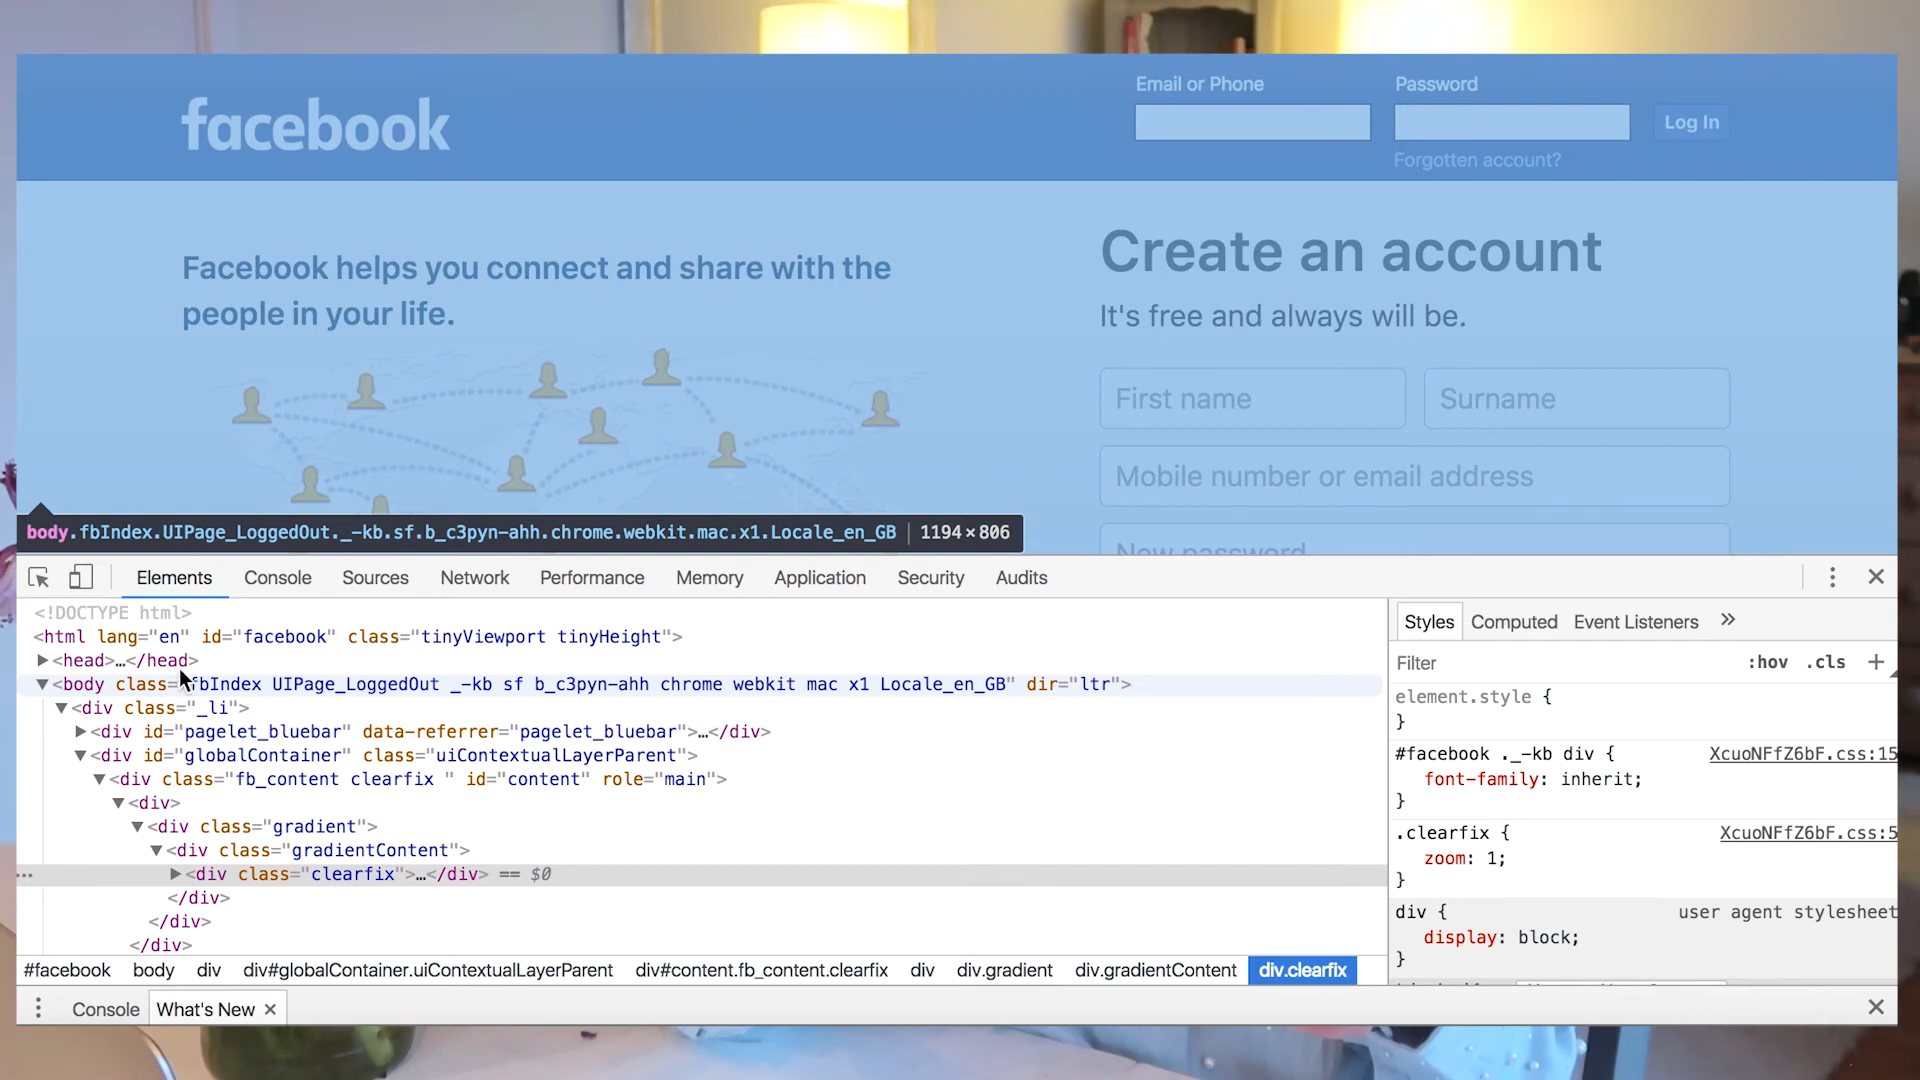 facebook
Email or Phone
Password
Log In
Forgotten account?
Facebook helps you connect and share with the
people in your life.
Create an account
It's free and always will be.
First name
Surname
Mobile number or email address
New password
body.fbIndex.UIPage_LoggedOut._-kb.sf.b_c3pyn-ahh.chrome.webkit.mac.x1.Locale_en_GB | 1194 × 806
Elements Console Sources Network Performance Memory Application Security Audits
<!DOCTYPE html>
<html lang="en" id="facebook" class="tinyViewport tinyHeight">
<head>…</head>
<body class="fbIndex UIPage_LoggedOut _-kb sf b_c3pyn-ahh chrome webkit mac x1 Locale_en_GB" dir="ltr">
<div class="_li">
<div id="pagelet_bluebar" data-referrer="pagelet_bluebar">…</div>
<div id="globalContainer" class="uiContextualLayerParent">
<div class="fb_content clearfix " id="content" role="main">
<div>
<div class="gradient">
<div class="gradientContent">
<div class="clearfix">…</div> == $0
</div>
</div>
</div>
Styles Computed Event Listeners »
Filter :hov .cls +
element.style {
}
#facebook ._-kb div { XcuoNFfZ6bF.css:15
font-family: inherit;
}
.clearfix { XcuoNFfZ6bF.css:5
zoom: 1;
}
div { user agent stylesheet
display: block;
}
#facebook body div div#globalContainer.uiContextualLayerParent div#content.fb_content.clearfix div div.gradient div.gradientContent div.clearfix
Console What's New ×